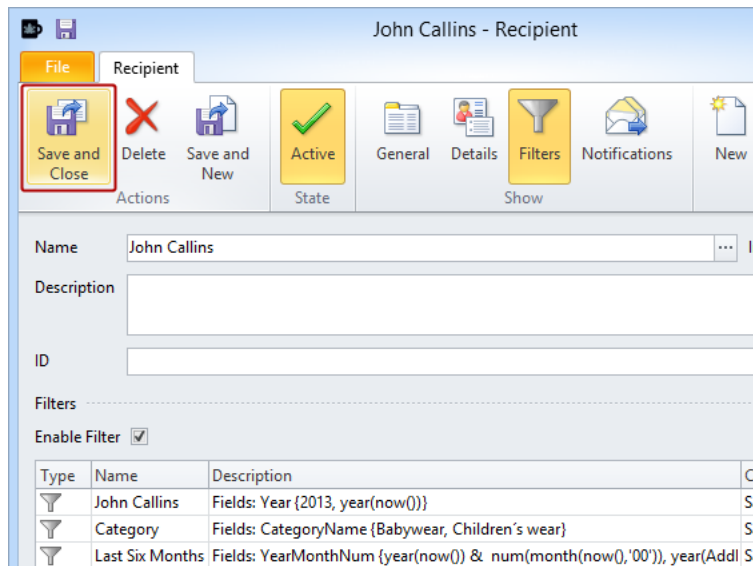 John Callins - Recipient
File Recipient
Save and Close Delete Save and New Active General Details Filters Notifications New
Actions State Show
Name John Callins ...
Description
ID
Filters
Enable Filter
Type Name Description
John Callins Fields: Year {2013, year(now())}
Category Fields: CategoryName {Babywear, Children´s wear}
Last Six Months Fields: YearMonthNum {year(now()) & num(month(now(),'00')), year(Addl